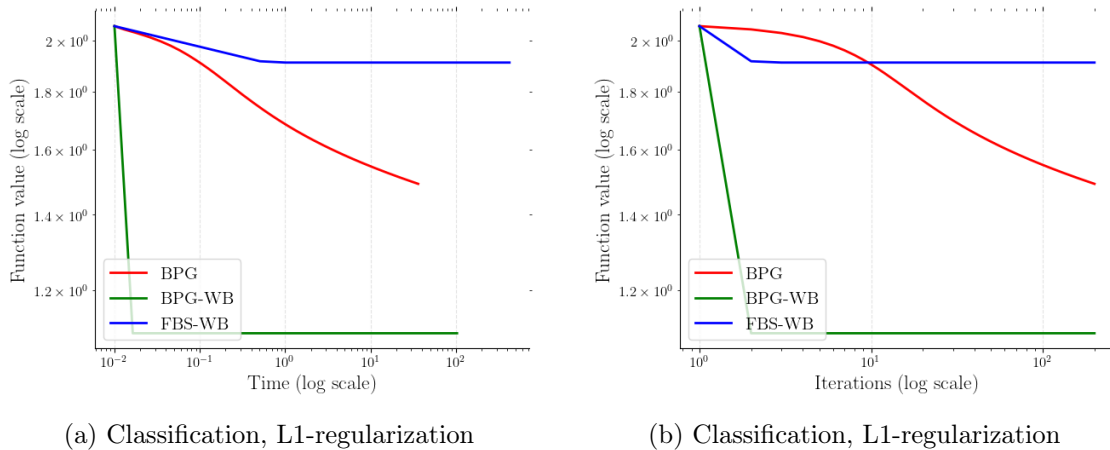 Function value (log scale)
2 × 10⁰
1.8 × 10⁰
1.6 × 10⁰
1.4 × 10⁰
1.2 × 10⁰
BPG
BPG-WB
FBS-WB
10⁻² 10⁻¹ 10⁰ 10¹ 10²
Time (log scale)
(a) Classification, L1-regularization
Function value (log scale)
2 × 10⁰
1.8 × 10⁰
1.6 × 10⁰
1.4 × 10⁰
1.2 × 10⁰
BPG
BPG-WB
FBS-WB
10⁰ 10¹ 10²
Iterations (log scale)
(b) Classification, L1-regularization